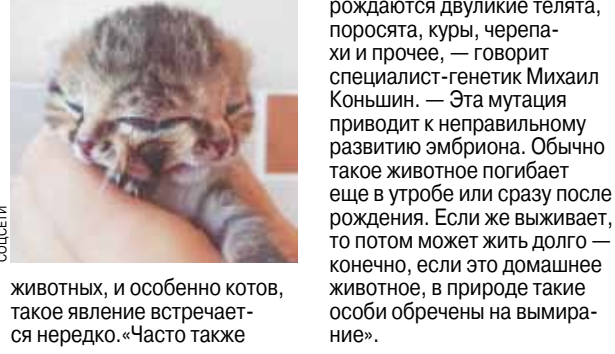 СОЦСЕТИ
животных, и особенно котов,
такое явление встречает-
ся нередко.«Часто также
рождаются двуликие телята,
поросята, куры, черепа-
хи и прочее, — говорит
специалист-генетик Михаил
Коньшин. — Эта мутация
приводит к неправильному
развитию эмбриона. Обычно
такое животное погибает
еще в утробе или сразу после
рождения. Если же выживает,
то потом может жить долго —
конечно, если это домашнее
животное, в природе такие
особи обречены на вымира-
ние».